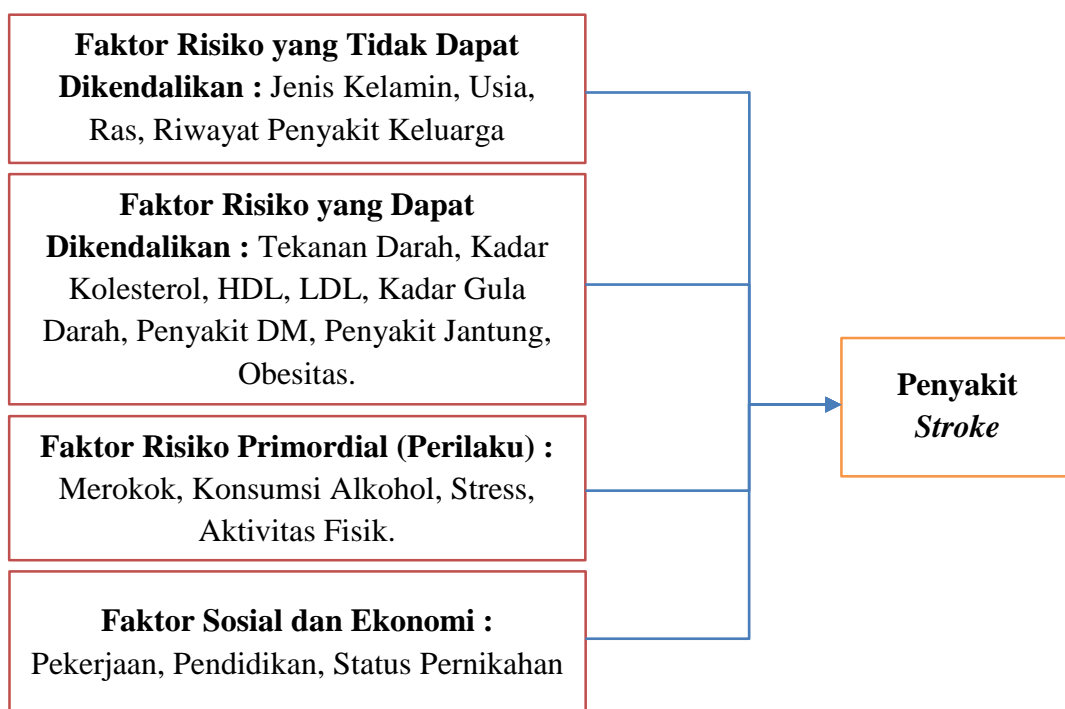 Faktor Risiko yang Tidak Dapat
Dikendalikan : Jenis Kelamin, Usia,
Ras, Riwayat Penyakit Keluarga
Faktor Risiko yang Dapat
Dikendalikan : Tekanan Darah, Kadar
Kolesterol, HDL, LDL, Kadar Gula
Darah, Penyakit DM, Penyakit Jantung,
Obesitas.
Faktor Risiko Primordial (Perilaku) :
Merokok, Konsumsi Alkohol, Stress,
Aktivitas Fisik.
Faktor Sosial dan Ekonomi :
Pekerjaan, Pendidikan, Status Pernikahan
Penyakit
Stroke